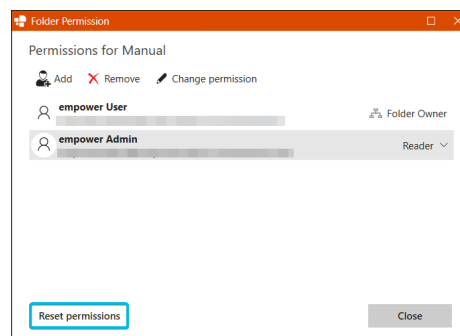 Folder Permission
Permissions for Manual
Add Remove Change permission
empower User
Folder Owner
empower Admin
Reader
Reset permissions Close